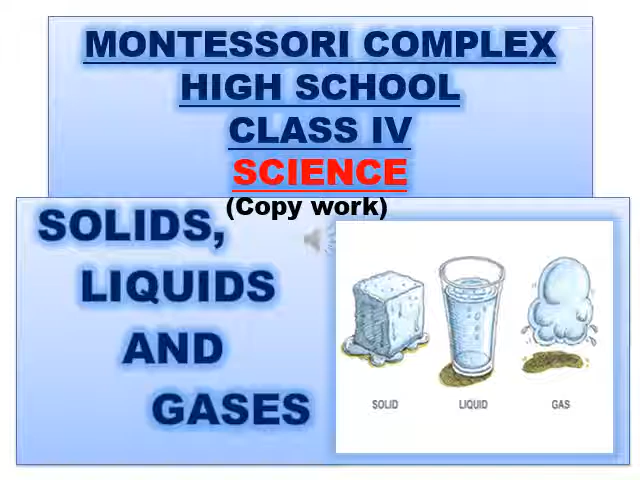 MONTESSORI COMPLEX
HIGH SCHOOL
CLASS IV
SCIENCE
(Copy work)
SOLIDS,
LIQUIDS
AND
GASES
SOLID LIQUID GAS